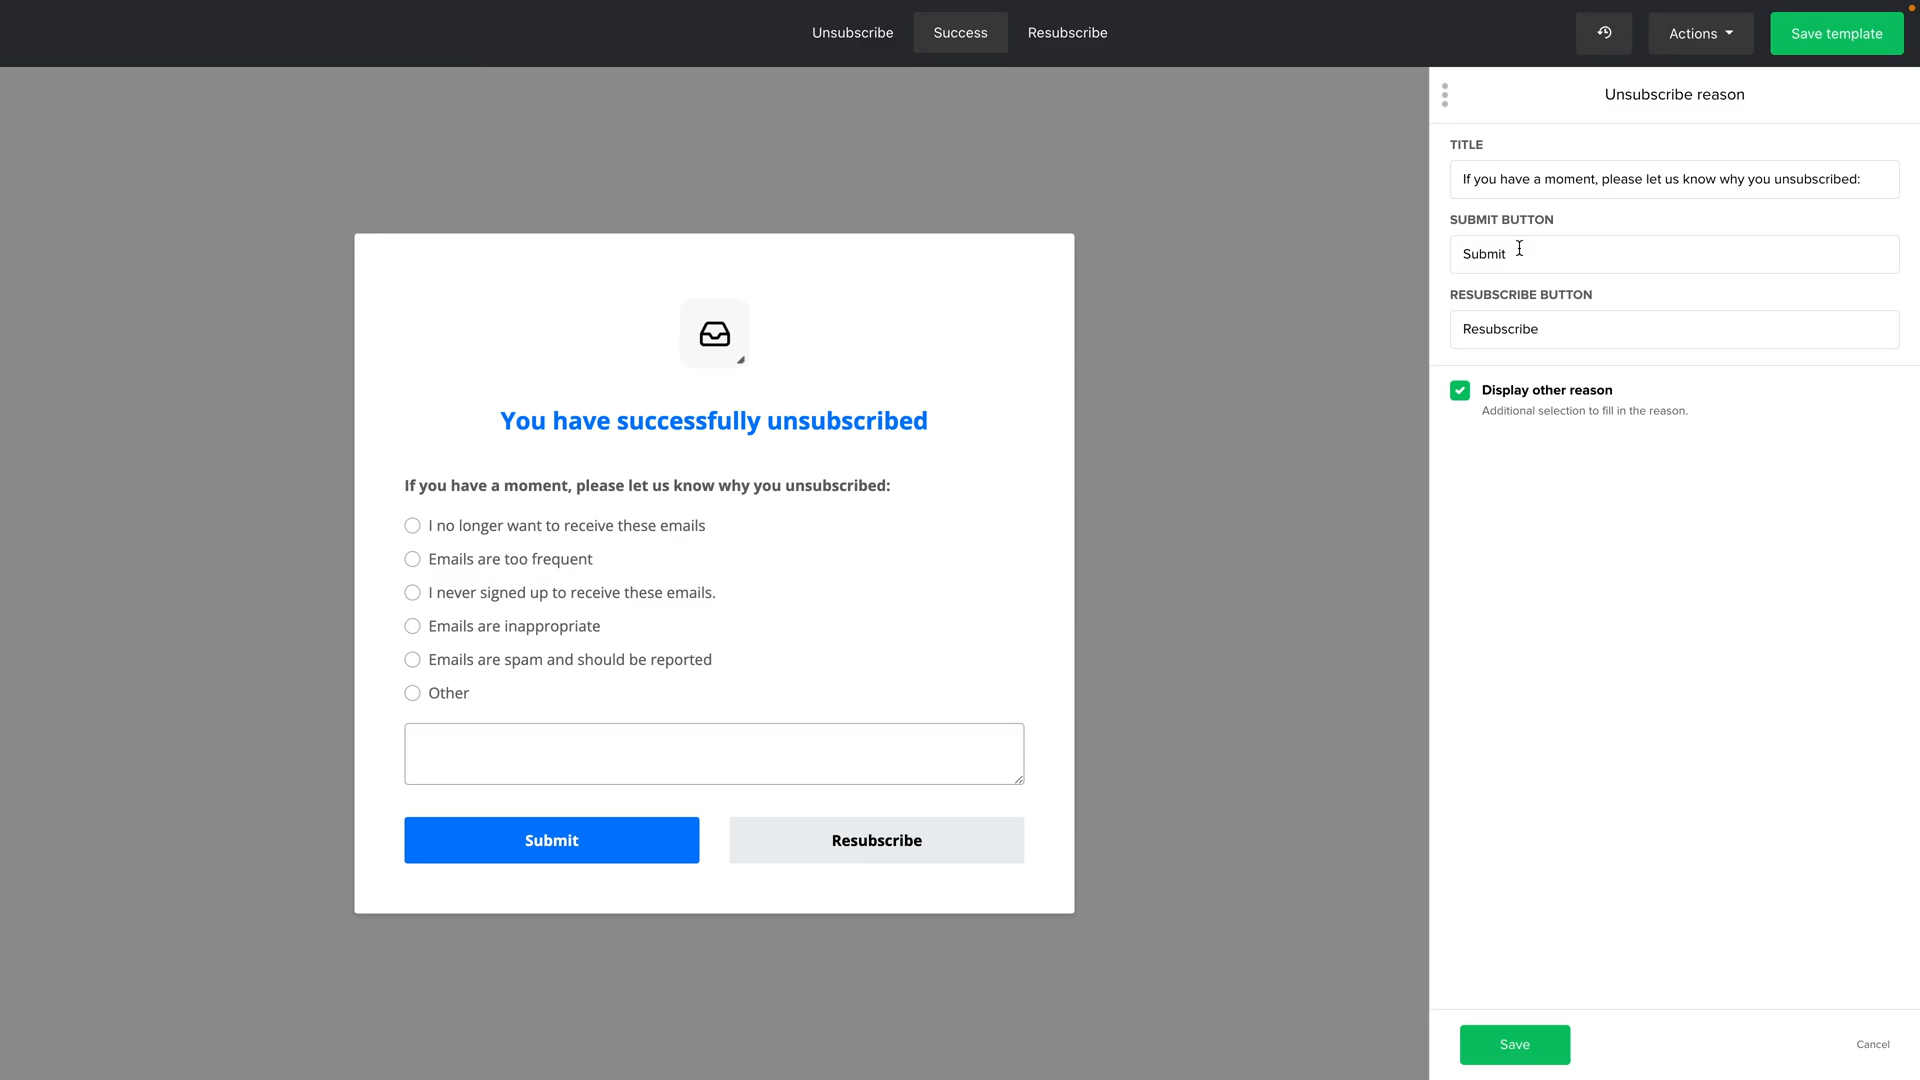 Unsubscribe
Success
Resubscribe
Actions
Save template
Unsubscribe reason
TITLE
If you have a moment, please let us know why you unsubscribed:
SUBMIT BUTTON
Submit
RESUBSCRIBE BUTTON
Resubscribe
Display other reason
Additional selection to fill in the reason.
You have successfully unsubscribed
If you have a moment, please let us know why you unsubscribed:
I no longer want to receive these emails
Emails are too frequent
I never signed up to receive these emails.
Emails are inappropriate
Emails are spam and should be reported
Other
Submit
Resubscribe
Save
Cancel